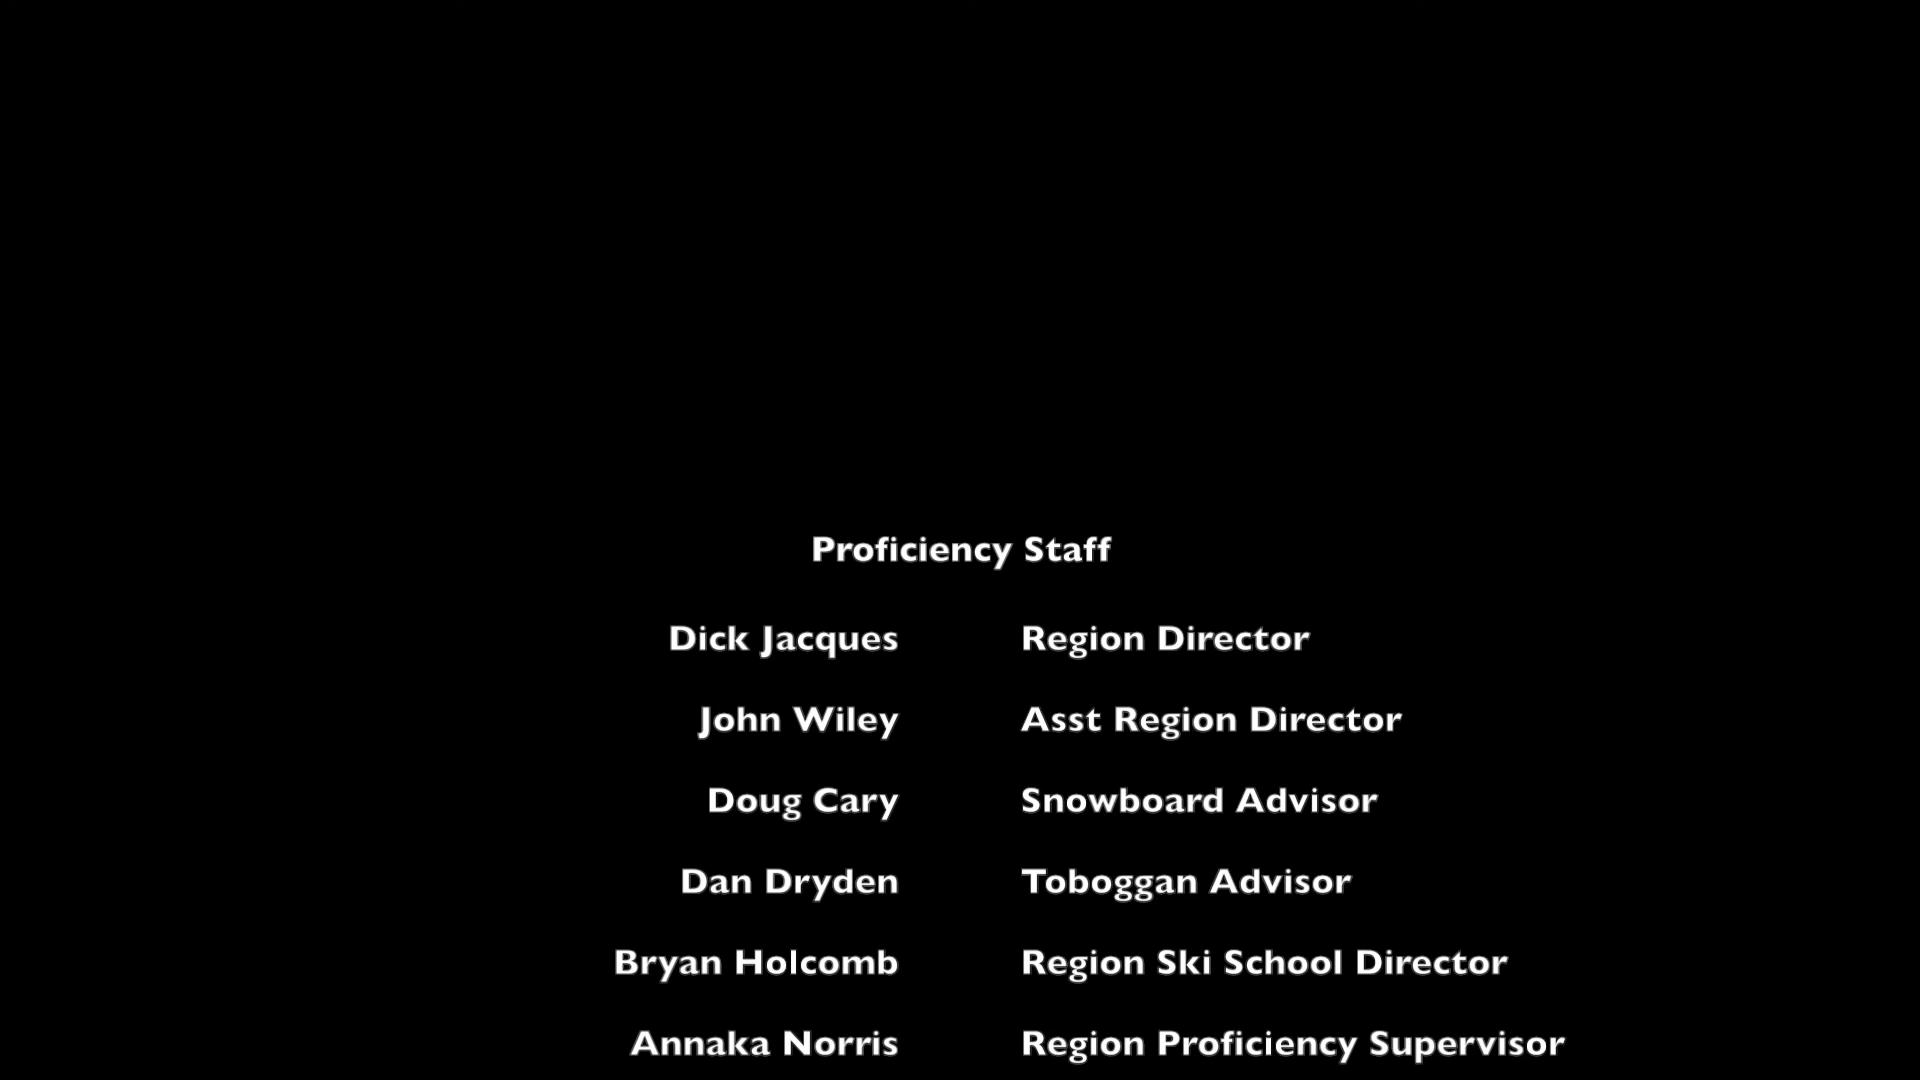 Proficiency Staff
Dick Jacques Region Director
John Wiley Asst Region Director
Doug Cary Snowboard Advisor
Dan Dryden Toboggan Advisor
Bryan Holcomb Region Ski School Director
Annaka Norris Region Proficiency Supervisor